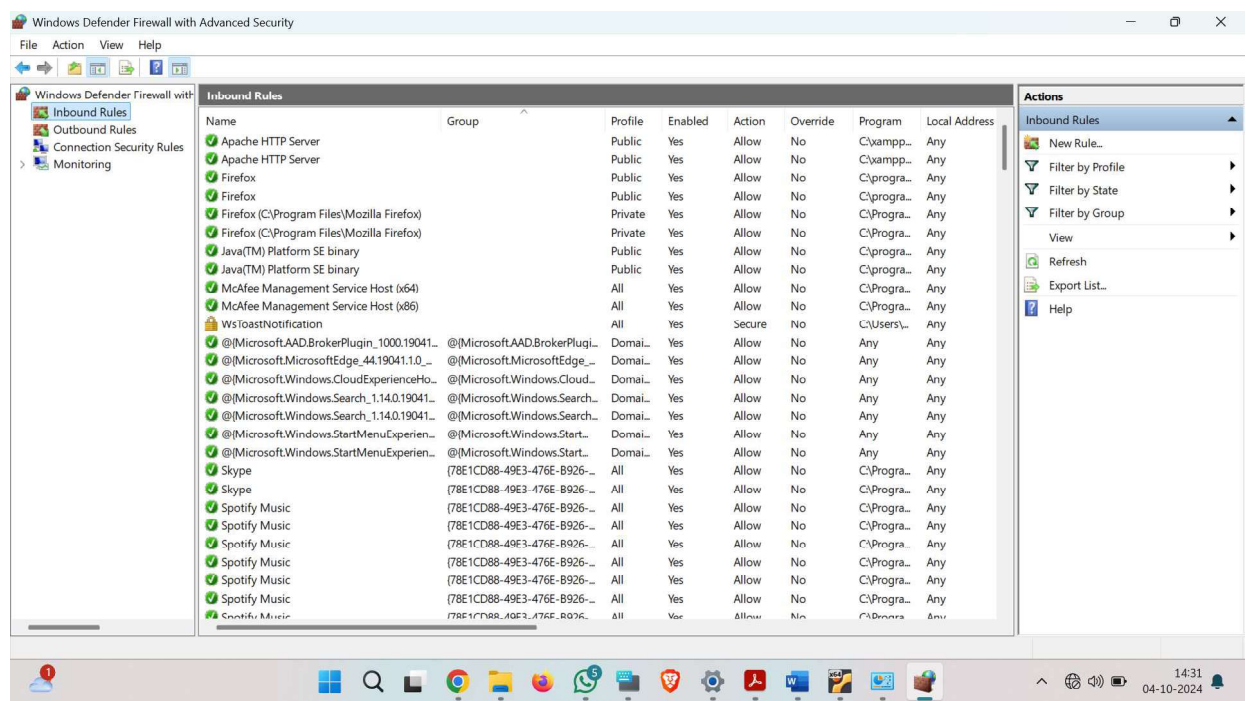 Windows Defender Firewall with Advanced Security
File Action View Help
Windows Defender Firewall with
Inbound Rules
Outbound Rules
Connection Security Rules
Monitoring
Inbound Rules
Name Group Profile Enabled Action Override Program Local Address
Apache HTTP Server Public Yes Allow No C:\xampp... Any
Apache HTTP Server Public Yes Allow No C:\xampp... Any
Firefox Public Yes Allow No C:\progra... Any
Firefox Public Yes Allow No C:\progra... Any
Firefox (C:\Program Files\Mozilla Firefox) Private Yes Allow No C:\Progra... Any
Firefox (C:\Program Files\Mozilla Firefox) Private Yes Allow No C:\Progra... Any
Java(TM) Platform SE binary Public Yes Allow No C:\progra... Any
Java(TM) Platform SE binary Public Yes Allow No C:\progra... Any
McAfee Management Service Host (x64) All Yes Allow No C:\Progra... Any
McAfee Management Service Host (x86) All Yes Allow No C:\Progra... Any
WsToastNotification All Yes Secure No C:\Users\... Any
@{Microsoft.AAD.BrokerPlugin_1000.19041... @{Microsoft.AAD.BrokerPlugi... Domai... Yes Allow No Any Any
@{Microsoft.MicrosoftEdge_44.19041.1.0_... @{Microsoft.MicrosoftEdge_... Domai... Yes Allow No Any Any
@{Microsoft.Windows.CloudExperienceHo... @{Microsoft.Windows.Cloud... Domai... Yes Allow No Any Any
@{Microsoft.Windows.Search_1.14.0.19041... @{Microsoft.Windows.Search... Domai... Yes Allow No Any Any
@{Microsoft.Windows.Search_1.14.0.19041... @{Microsoft.Windows.Search... Domai... Yes Allow No Any Any
@{Microsoft.Windows.StartMenuExperien... @{Microsoft.Windows.Start... Domai... Yes Allow No Any Any
@{Microsoft.Windows.StartMenuExperien... @{Microsoft.Windows.Start... Domai... Yes Allow No Any Any
Skype {78E1CD88-49E3-476E-B926-... All Yes Allow No C:\Progra... Any
Skype {78E1CD88-49E3-476E-B926-... All Yes Allow No C:\Progra... Any
Spotify Music {78E1CD88-49E3-476E-B926-... All Yes Allow No C:\Progra... Any
Spotify Music {78E1CD88-49E3-476E-B926-... All Yes Allow No C:\Progra... Any
Spotify Music {78E1CD88-49E3-476E-B926-... All Yes Allow No C:\Progra... Any
Spotify Music {78E1CD88-49E3-476E-B926-... All Yes Allow No C:\Progra... Any
Spotify Music {78E1CD88-49E3-476E-B926-... All Yes Allow No C:\Progra... Any
Spotify Music {78E1CD88-49E3-476E-B926-... All Yes Allow No C:\Progra... Any
Spotify Music {78E1CD88-49E3-476E-B926-... All Yes Allow No C:\Progra... Any
Actions
Inbound Rules
New Rule...
Filter by Profile
Filter by State
Filter by Group
View
Refresh
Export List...
Help
1
5
W
X64
14:31
04-10-2024